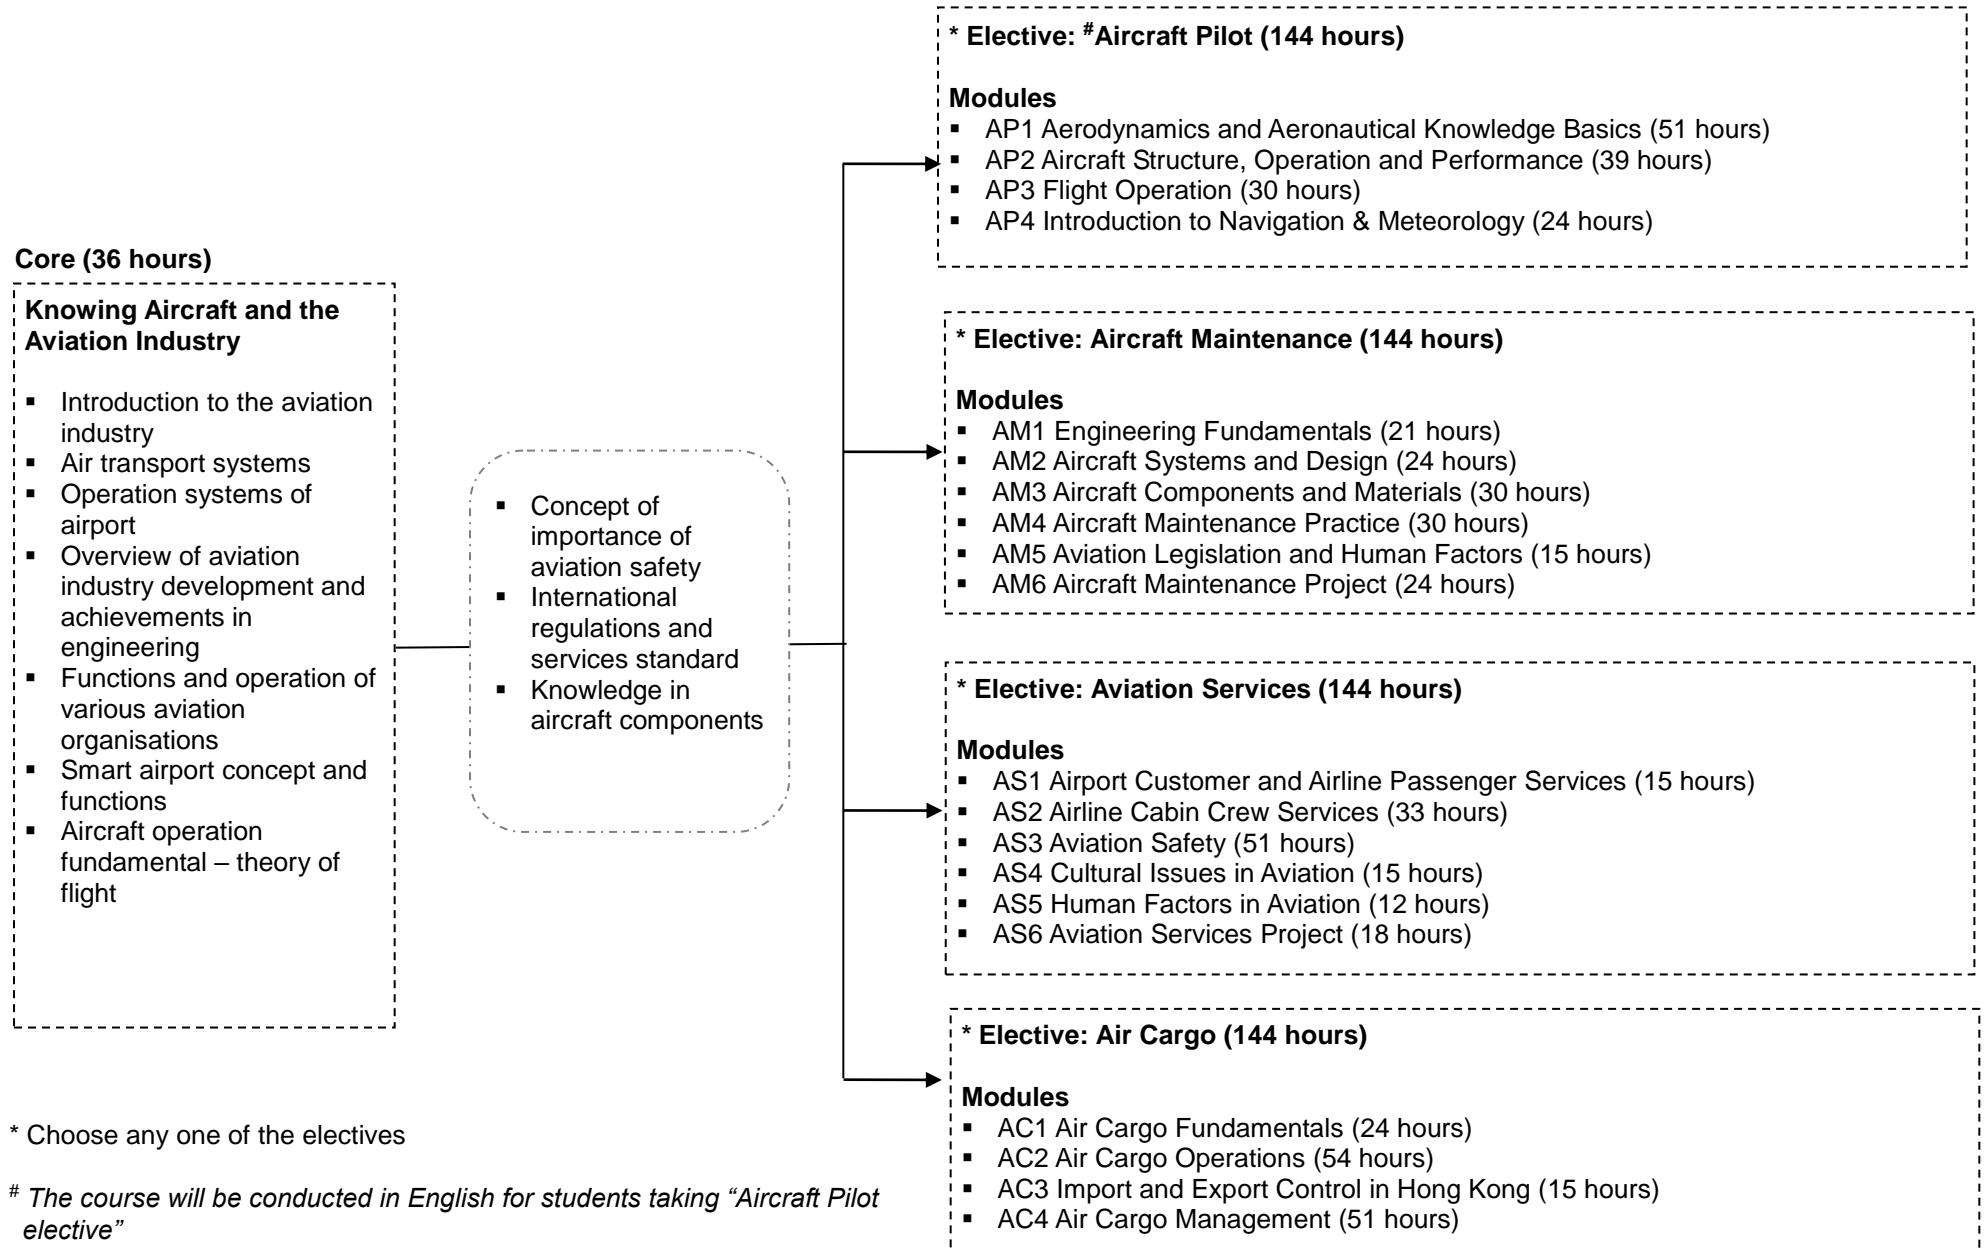 Core (36 hours)
Knowing Aircraft and the
Aviation Industry
▪ Introduction to the aviation
industry
▪ Air transport systems
▪ Operation systems of
airport
▪ Overview of aviation
industry development and
achievements in
engineering
▪ Functions and operation of
various aviation
organisations
▪ Smart airport concept and
functions
▪ Aircraft operation
fundamental – theory of
flight
▪ Concept of
importance of
aviation safety
▪ International
regulations and
services standard
▪ Knowledge in
aircraft components
* Elective: #Aircraft Pilot (144 hours)
Modules
▪ AP1 Aerodynamics and Aeronautical Knowledge Basics (51 hours)
▪ AP2 Aircraft Structure, Operation and Performance (39 hours)
▪ AP3 Flight Operation (30 hours)
▪ AP4 Introduction to Navigation & Meteorology (24 hours)
* Elective: Aircraft Maintenance (144 hours)
Modules
▪ AM1 Engineering Fundamentals (21 hours)
▪ AM2 Aircraft Systems and Design (24 hours)
▪ AM3 Aircraft Components and Materials (30 hours)
▪ AM4 Aircraft Maintenance Practice (30 hours)
▪ AM5 Aviation Legislation and Human Factors (15 hours)
▪ AM6 Aircraft Maintenance Project (24 hours)
* Elective: Aviation Services (144 hours)
Modules
▪ AS1 Airport Customer and Airline Passenger Services (15 hours)
▪ AS2 Airline Cabin Crew Services (33 hours)
▪ AS3 Aviation Safety (51 hours)
▪ AS4 Cultural Issues in Aviation (15 hours)
▪ AS5 Human Factors in Aviation (12 hours)
▪ AS6 Aviation Services Project (18 hours)
* Elective: Air Cargo (144 hours)
Modules
▪ AC1 Air Cargo Fundamentals (24 hours)
▪ AC2 Air Cargo Operations (54 hours)
▪ AC3 Import and Export Control in Hong Kong (15 hours)
▪ AC4 Air Cargo Management (51 hours)
* Choose any one of the electives
# The course will be conducted in English for students taking “Aircraft Pilot
elective”